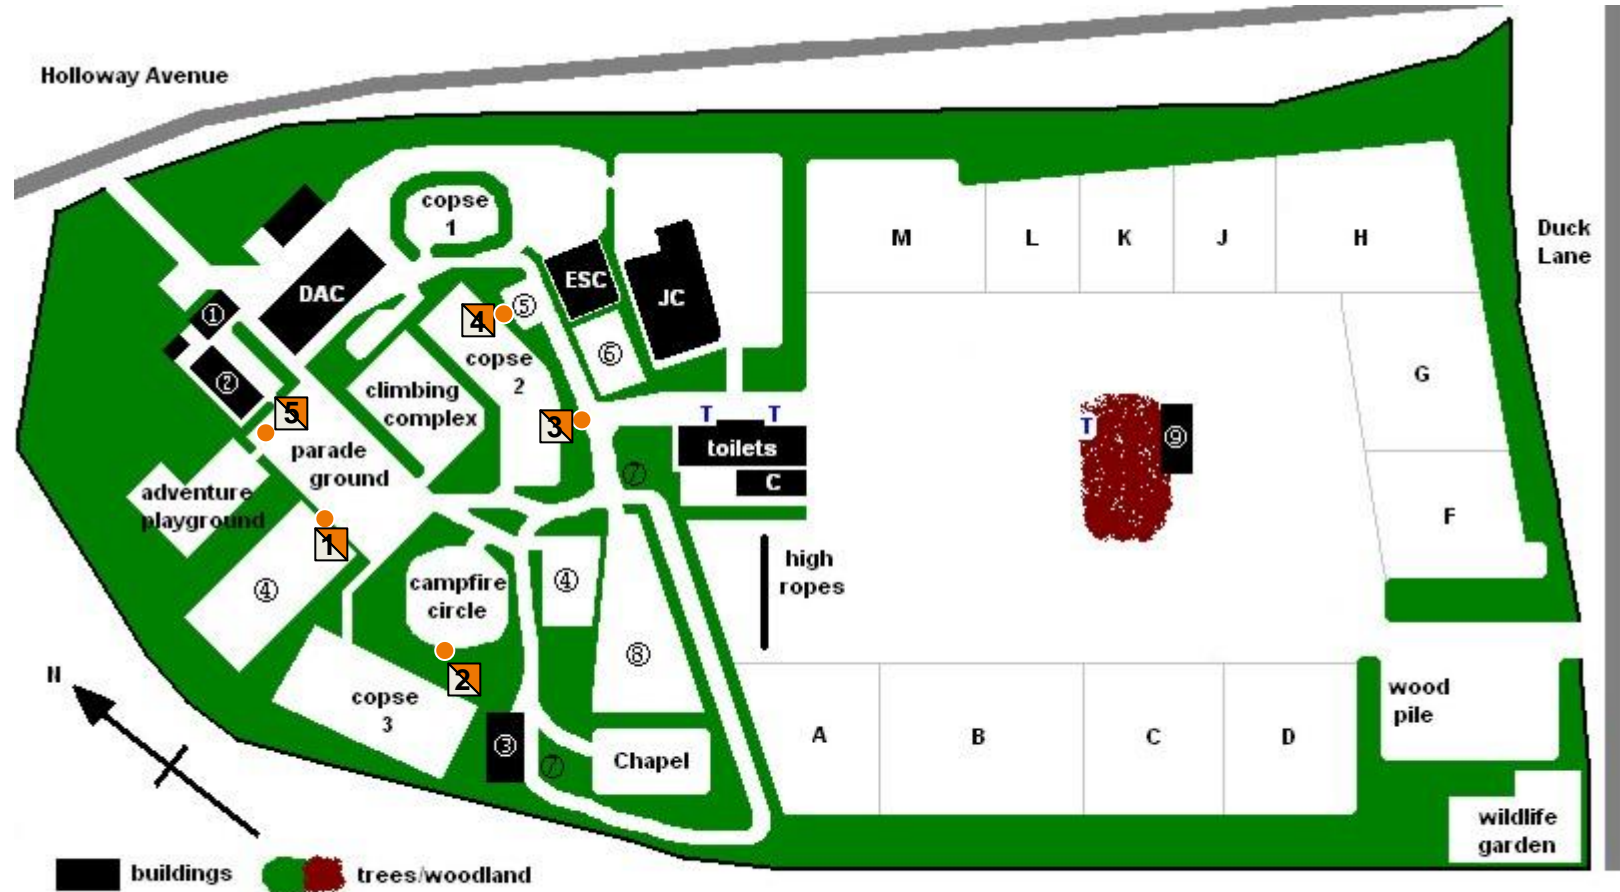 Holloway Avenue
copse
1
Duck
Lane
M
L
K
J
H
DAC
ESC
JC
①
⑤
4
⑥
copse
2
②
climbing
complex
G
5
3
T
T
T
toilets
⑨
parade
ground
⑦
C
adventure
playground
F
1
high
ropes
④
campfire
circle
④
⑧
2
N
copse
3
wood
pile
A
B
C
D
③
⑦
Chapel
wildlife
garden
buildings
trees/woodland